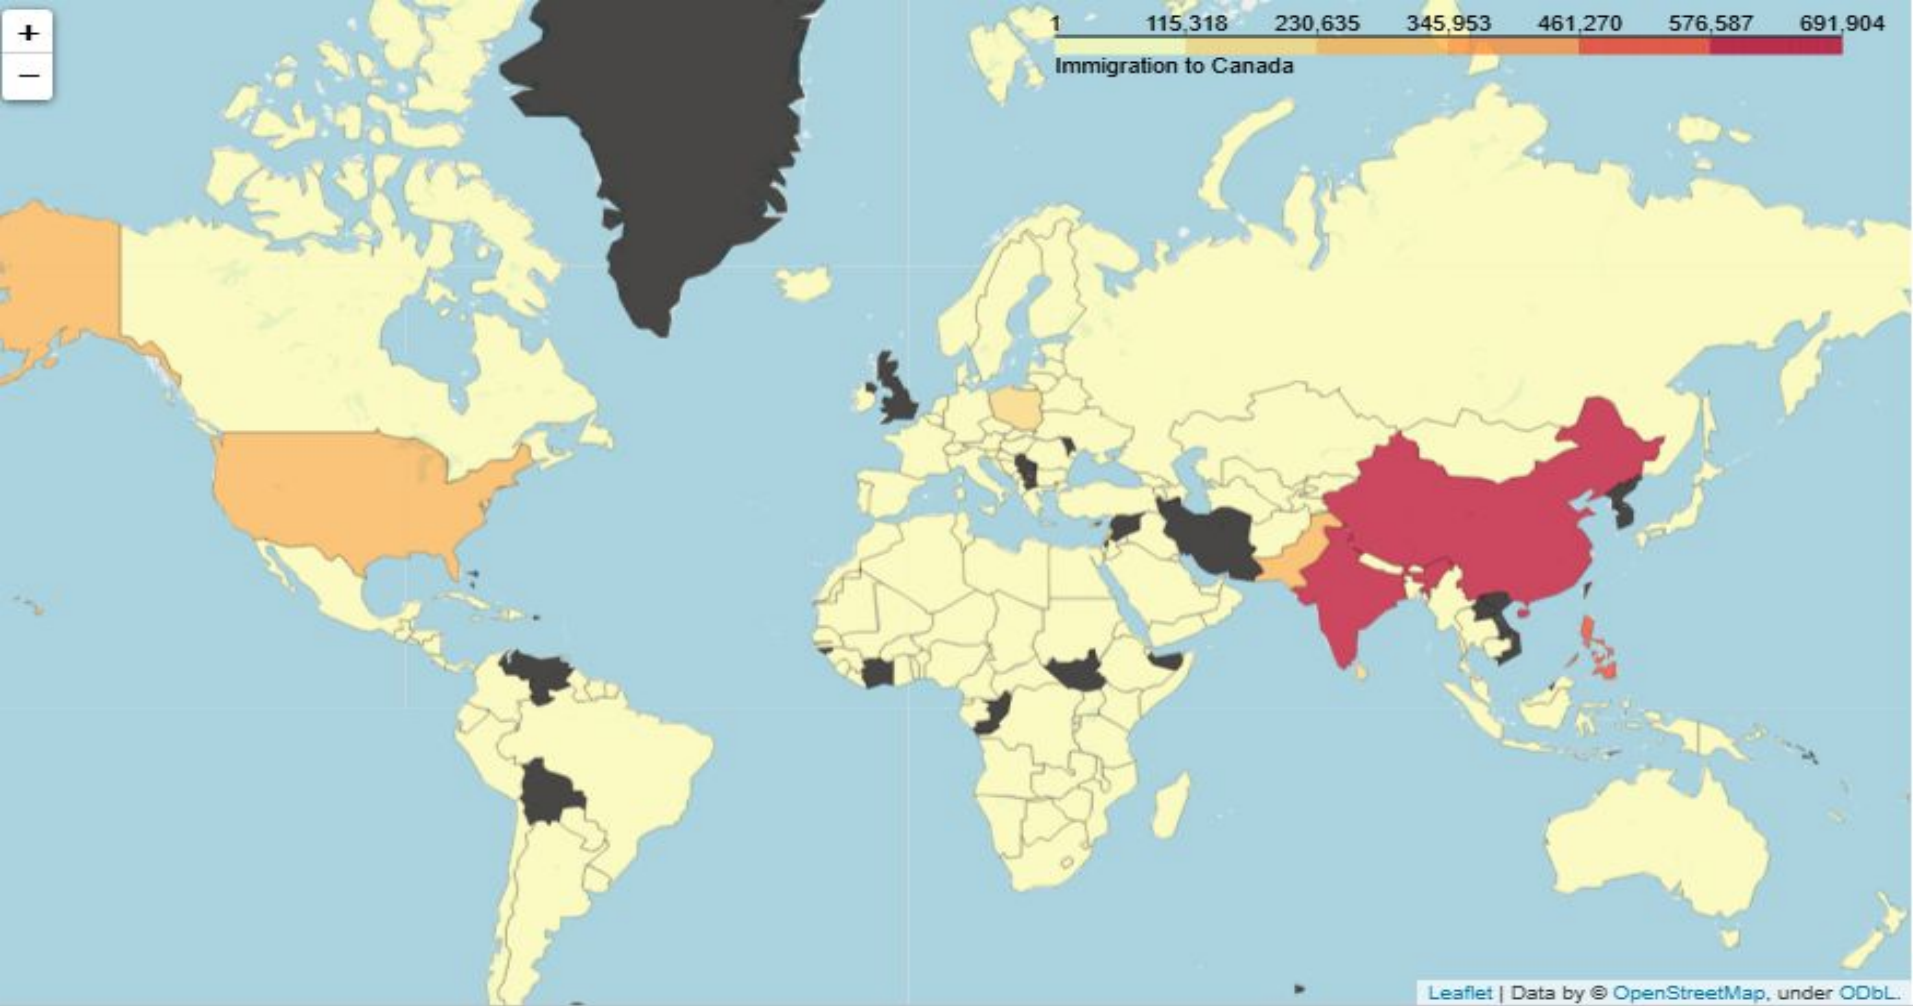 +
−
1 115,318 230,635 345,953 461,270 576,587 691,904
Immigration to Canada
Leaflet | Data by © OpenStreetMap, under ODbL.